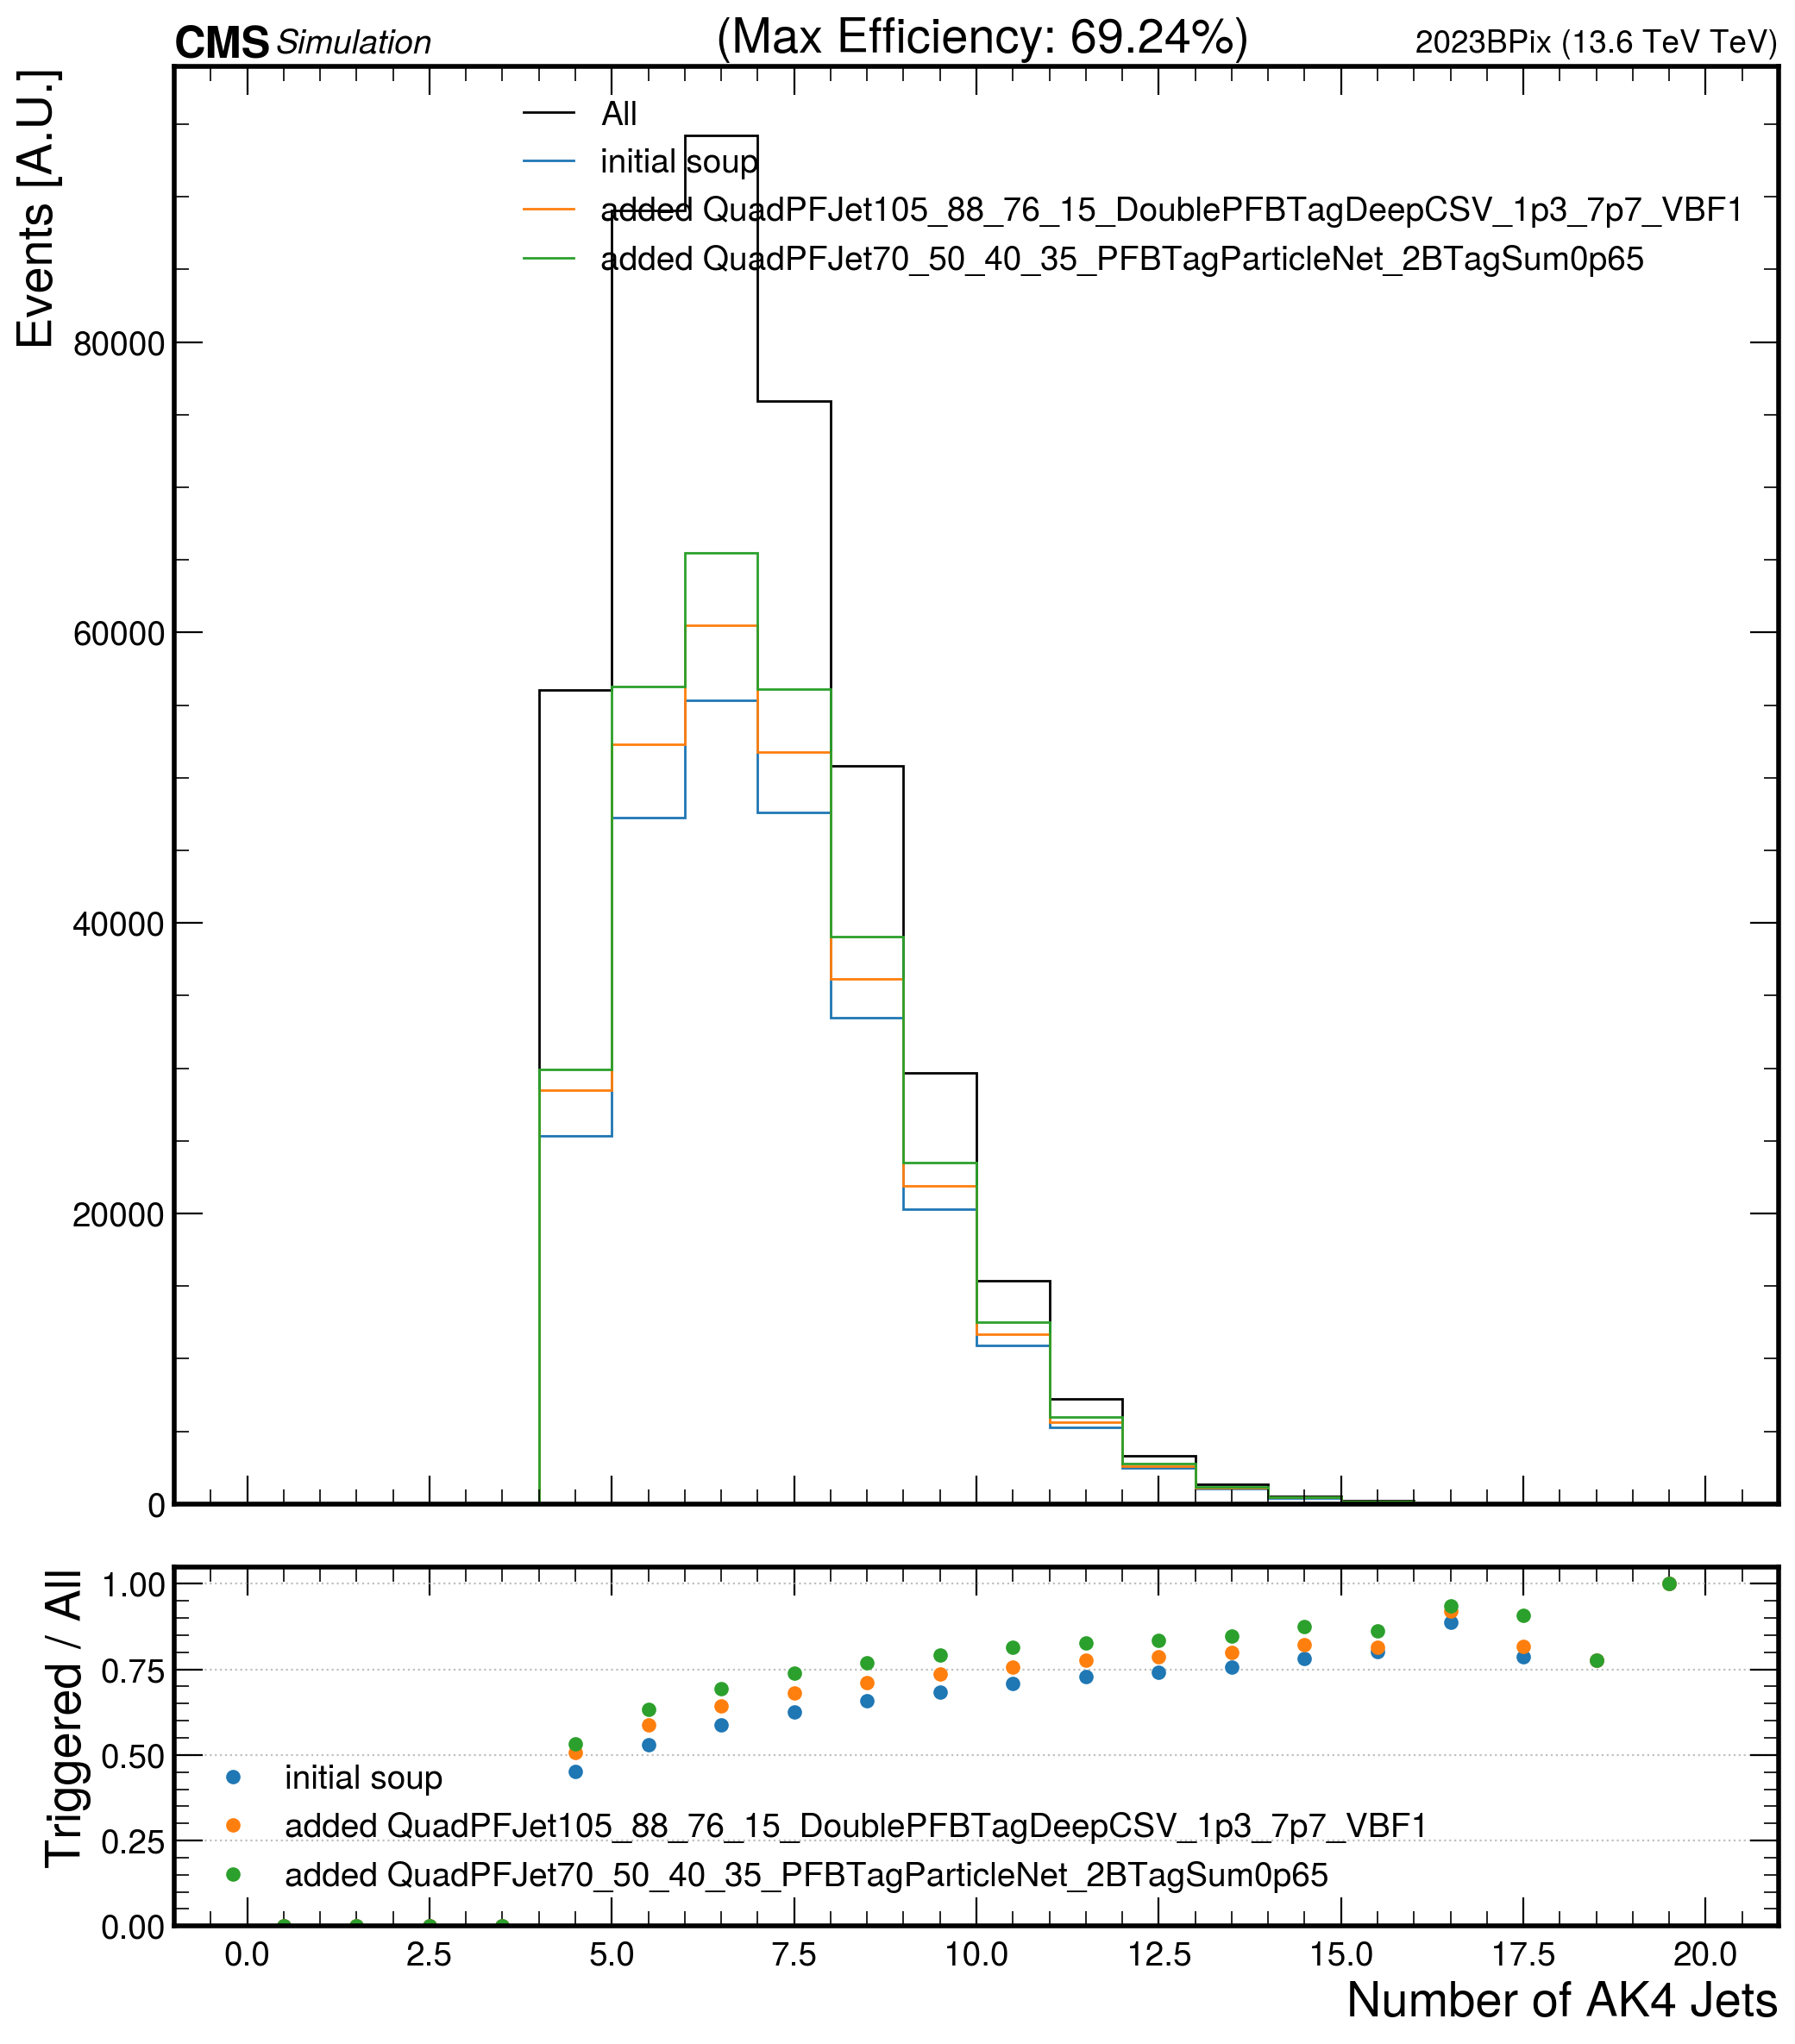 CMS Simulation (Max Efficiency: 69.24%) 2023BPix (13.6 TeV TeV)
Events [A.U.]
All
initial soup
added QuadPFJet105_88_76_15_DoublePFBTagDeepCSV_1p3_7p7_VBF1
added QuadPFJet70_50_40_35_PFBTagParticleNet_2BTagSum0p65
80000
60000
40000
20000
0
Triggered / All
1.00
0.75
0.50
0.25
0.00
initial soup
added QuadPFJet105_88_76_15_DoublePFBTagDeepCSV_1p3_7p7_VBF1
added QuadPFJet70_50_40_35_PFBTagParticleNet_2BTagSum0p65
0.0 2.5 5.0 7.5 10.0 12.5 15.0 17.5 20.0
Number of AK4 Jets